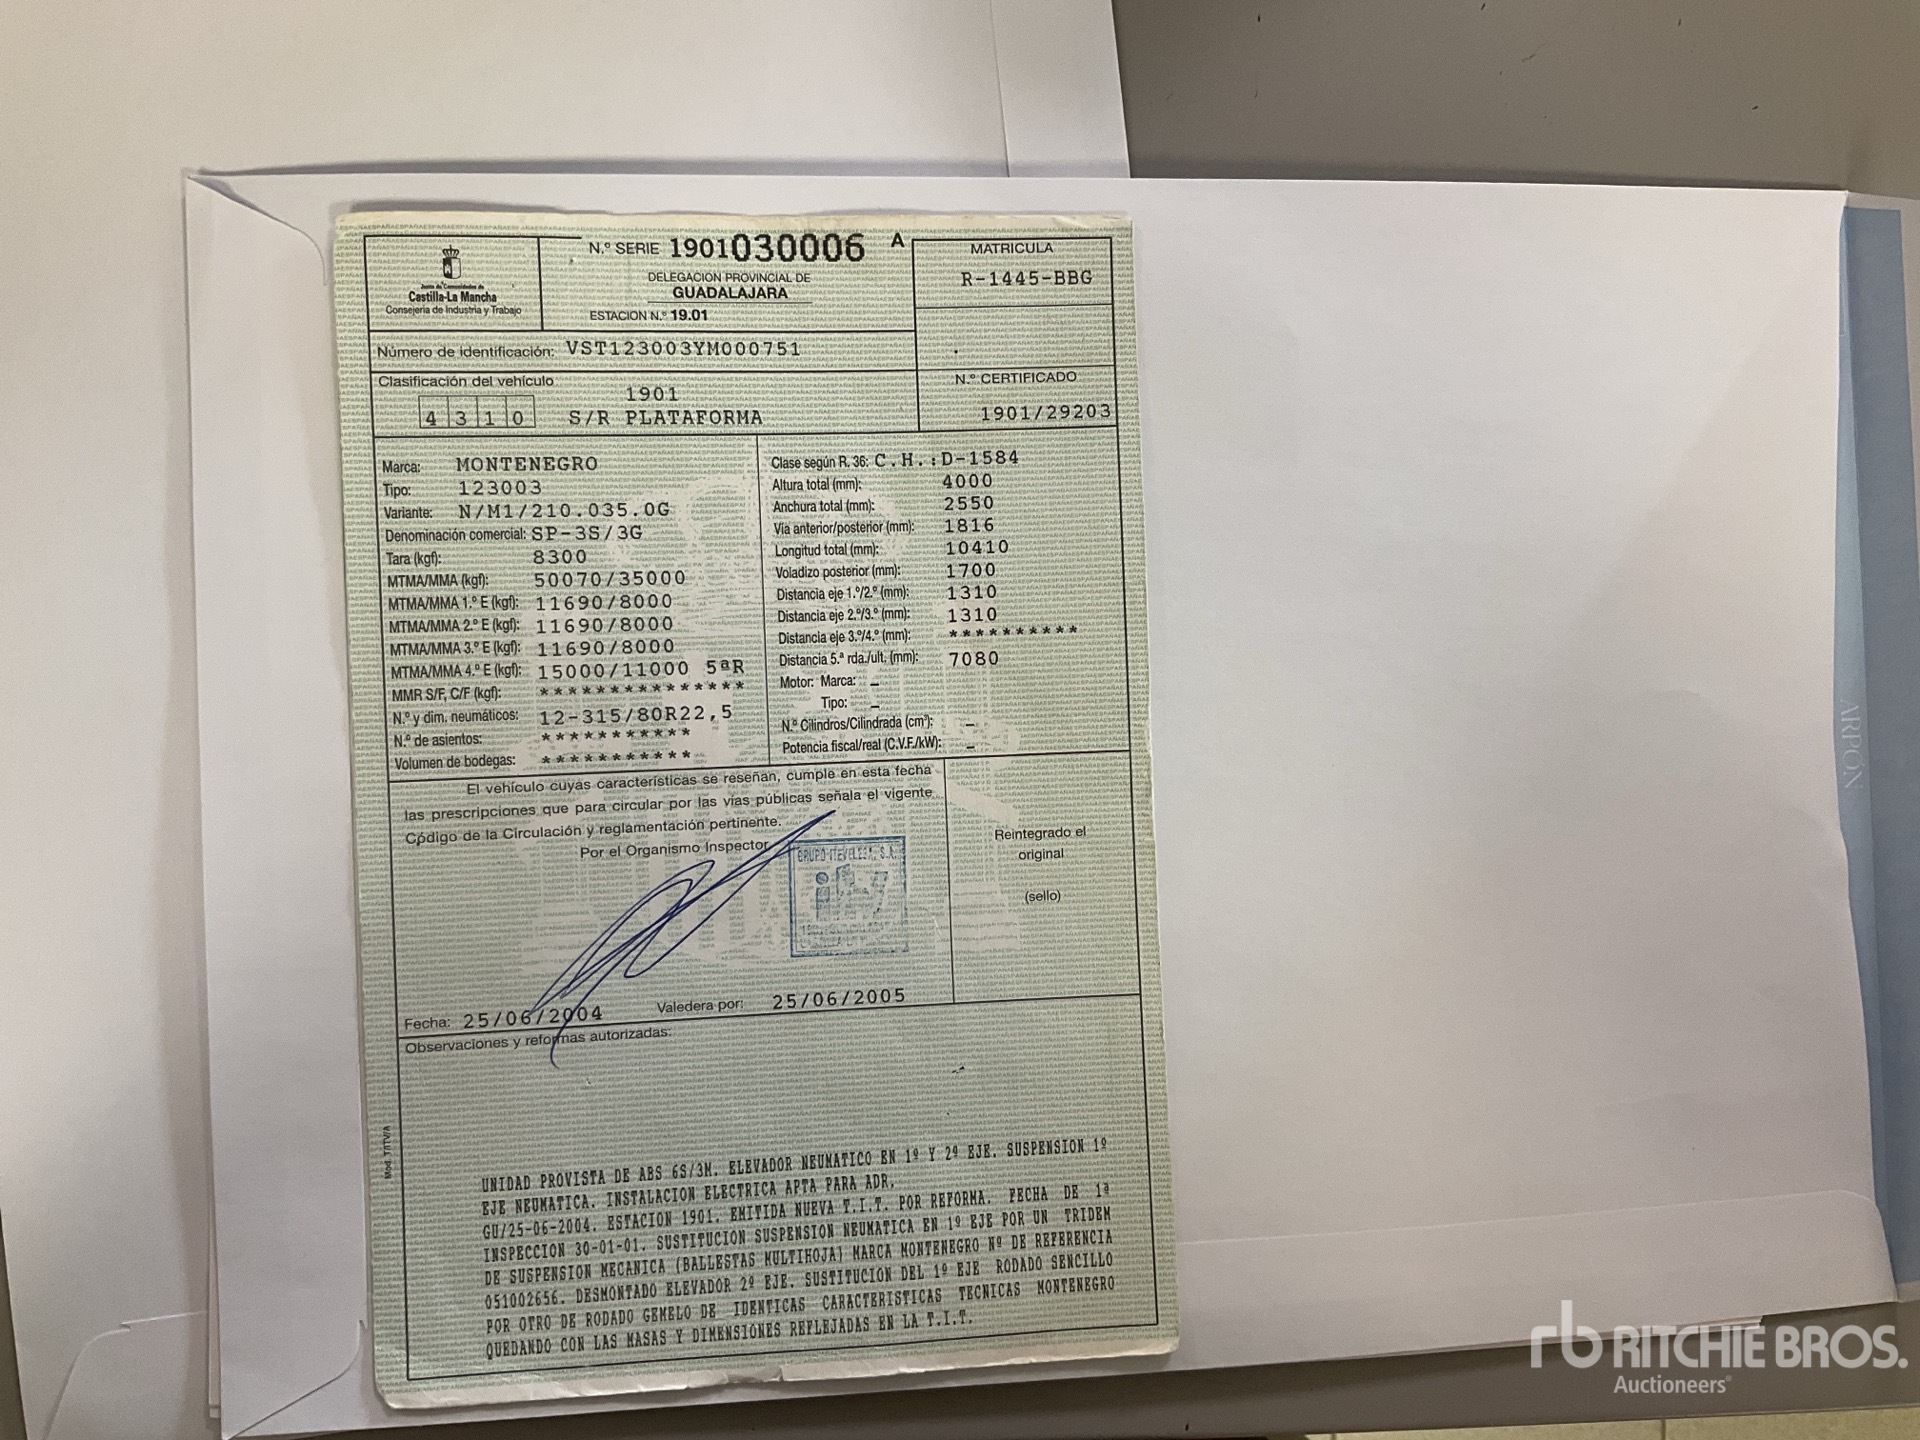 Junta de Comunidades de
Castilla-La Mancha
Consejería de Industria y Trabajo
N.º SERIE 1901030006 A
DELEGACION PROVINCIAL DE
GUADALAJARA
ESTACION N.º 19.01
MATRICULA
R-1445-BBG
Número de identificación: VST123003YM000751
Clasificación del vehículo
4 3 1 0
1901
S/R PLATAFORMA
N.º CERTIFICADO
1901/29203
Marca: MONTENEGRO
Tipo: 123003
Variante: N/M1/210.035.0G
Denominación comercial: SP-3S/3G
Tara (kgf): 8300
MTMA/MMA (kgf): 50070/35000
MTMA/MMA 1.º E (kgf): 11690/8000
MTMA/MMA 2.º E (kgf): 11690/8000
MTMA/MMA 3.º E (kgf): 11690/8000
MTMA/MMA 4.º E (kgf): 15000/11000 5ªR
MMR S/F, C/F (kgf): ***************
N.º y dim. neumáticos: 12-315/80R22,5
N.º de asientos: ***********
Volumen de bodegas: ***********
Clase según R. 36: C.H.:D-1584
Altura total (mm): 4000
Anchura total (mm): 2550
Via anterior/posterior (mm): 1816
Longitud total (mm): 10410
Voladizo posterior (mm): 1700
Distancia eje 1.º/2.º (mm): 1310
Distancia eje 2.º/3.º (mm): 1310
Distancia eje 3.º/4.º (mm): **********
Distancia 5.ª rda./ult. (mm): 7080
Motor: Marca: –
Tipo: –
N.º Cilindros/Cilindrada (cm³): –
Potencia fiscal/real (C.V.F./kW): –
El vehículo cuyas características se reseñan, cumple en esta fecha
las prescripciones que para circular por las vías públicas señala el vigente
Código de la Circulación y reglamentación pertinente.
Por el Organismo Inspector
GRUPO ITEVELESA, S.A.
itv
Reintegrado el
original
(sello)
Fecha: 25/06/2004 Valedera por: 25/06/2005
Observaciones y reformas autorizadas:
UNIDAD PROVISTA DE ABS 6S/3M. ELEVADOR NEUMATICO EN 1º Y 2º EJE. SUSPENSION 1º
EJE NEUMATICA. INSTALACION ELECTRICA APTA PARA ADR.
GU/25-06-2004. ESTACION 1901. EMITIDA NUEVA T.I.T. POR REFORMA. FECHA DE 1ª
INSPECCION 30-01-01. SUSTITUCION SUSPENSION NEUMATICA EN 1º EJE POR UN TRIDEM
DE SUSPENSION MECANICA (BALLESTAS MULTIHOJA) MARCA MONTENEGRO Nº DE REFERENCIA
051002656. DESMONTADO ELEVADOR 2º EJE. SUSTITUCION DEL 1º EJE RODADO SENCILLO
POR OTRO DE RODADO GEMELO DE IDENTICAS CARACTERISTICAS TECNICAS MONTENEGRO
QUEDANDO CON LAS MASAS Y DIMENSIONES REFLEJADAS EN LA T.I.T.
Mod. T/ITV/A
ARPÓN
rb RITCHIE BROS.
Auctioneers